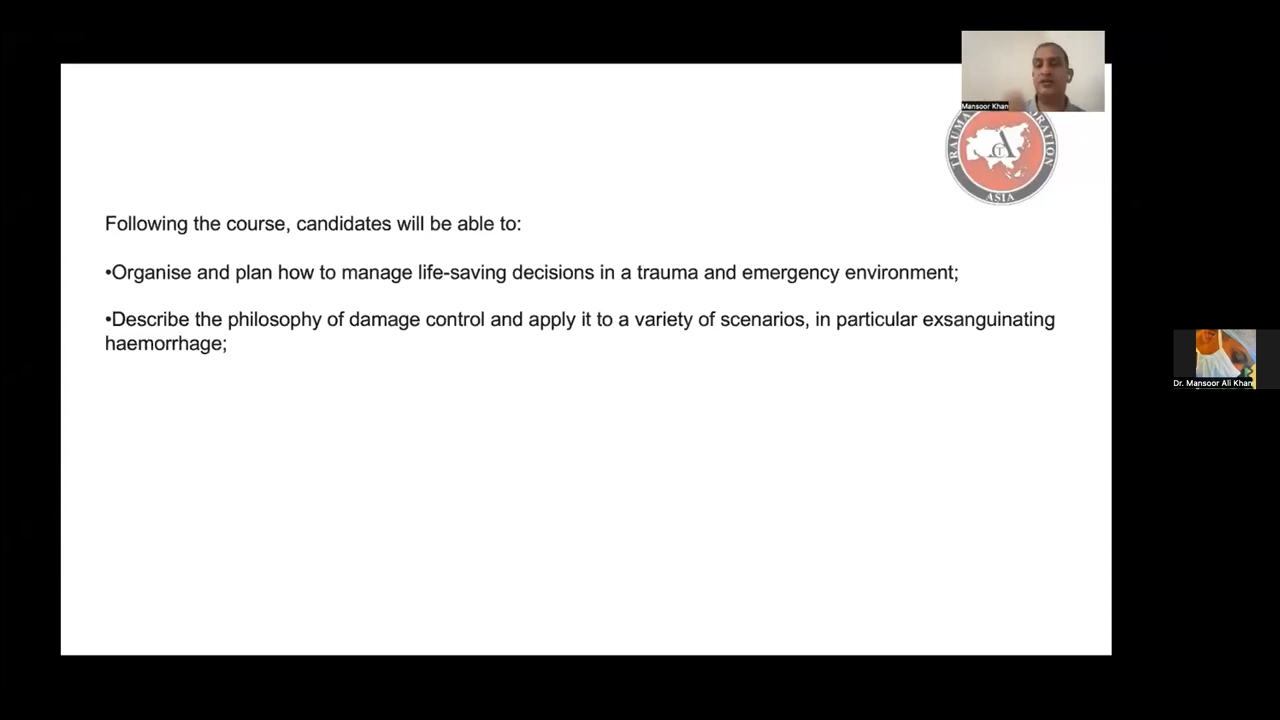 Mansoor Khan
TRAUMA
ASIA
Following the course, candidates will be able to:
•Organise and plan how to manage life-saving decisions in a trauma and emergency environment;
•Describe the philosophy of damage control and apply it to a variety of scenarios, in particular exsanguinating
haemorrhage;
Dr. Mansoor Ali Khan